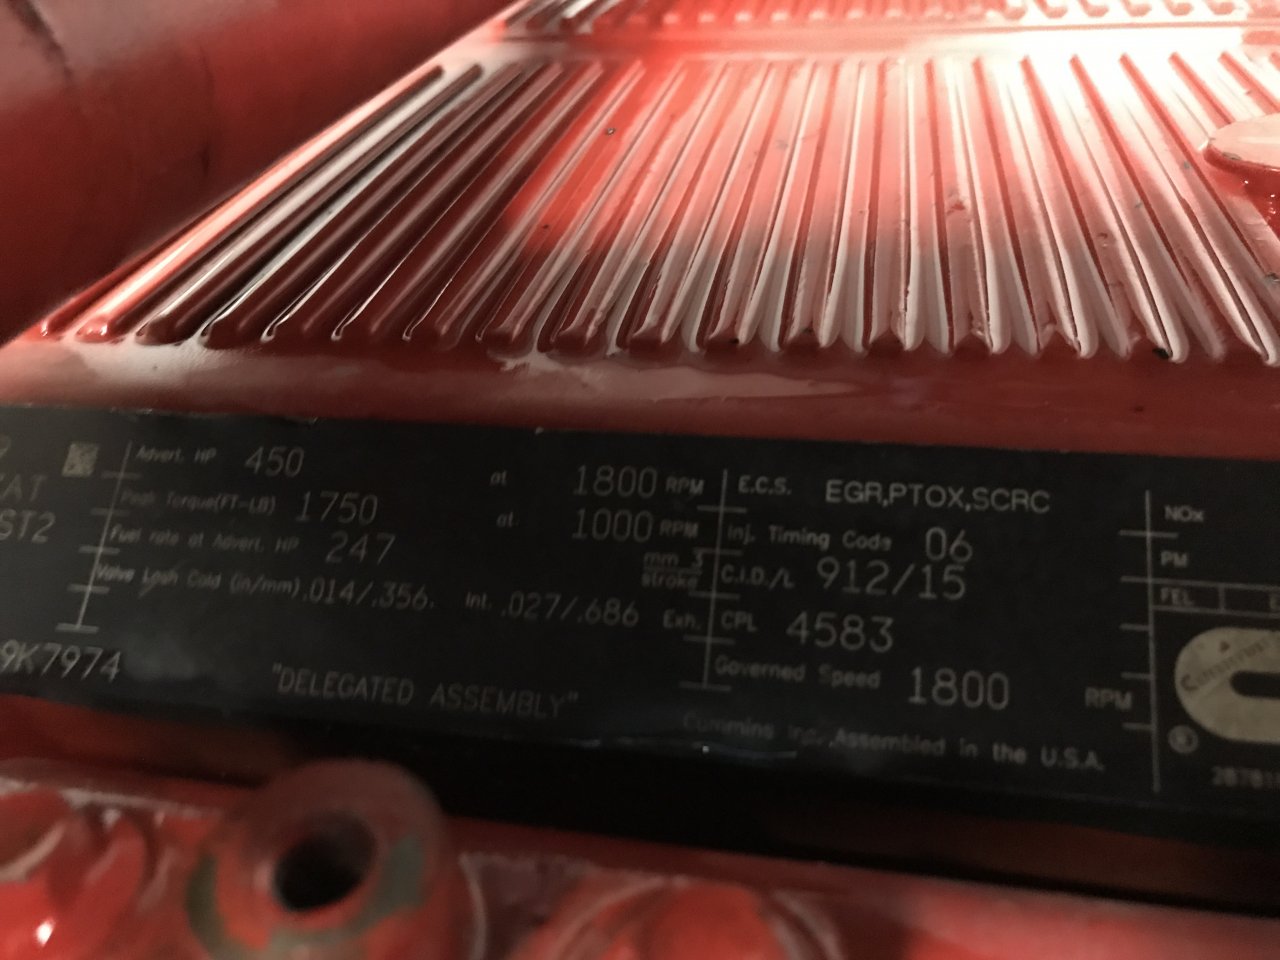 Advert. HP 450 at 1800 RPM
Peak Torque(FT-LB) 1750 at 1000 RPM
ST2
Fuel rate at Advert. HP 247 mm 3 stroke
Valve Lash Cold (in/mm) .014/.356. Int. .027/.686 Exh.
9K7974
"DELEGATED ASSEMBLY"
E.C.S. EGR,PTOX,SCRC
Inj. Timing Code 06
C.I.D./L 912/15
CPL 4583
Governed Speed 1800 RPM
Cummins Inc. Assembled in the U.S.A.
NOx
PM
FEL
Cummins
®